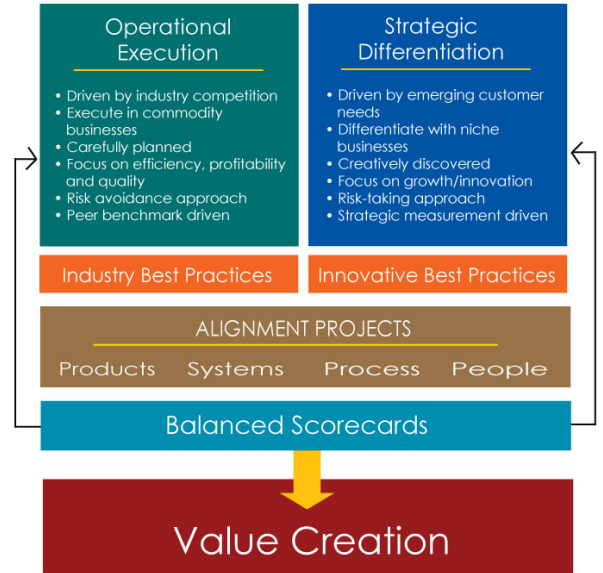 Operational
Execution
• Driven by industry competition
• Execute in commodity
businesses
• Carefully planned
• Focus on efficiency, profitability
and quality
• Risk avoidance approach
• Peer benchmark driven
Strategic
Differentiation
• Driven by emerging customer
needs
• Differentiate with niche
businesses
• Creatively discovered
• Focus on growth/innovation
• Risk-taking approach
• Strategic measurement driven
Industry Best Practices
Innovative Best Practices
ALIGNMENT PROJECTS
Products Systems Process People
Balanced Scorecards
Value Creation